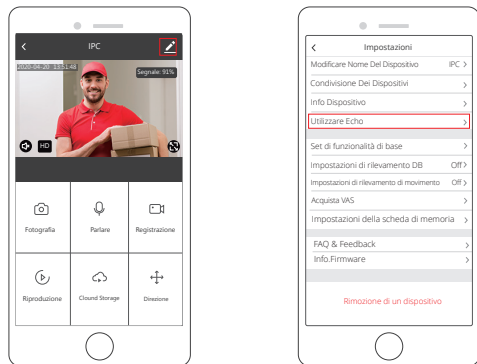 IPC
2020-08-20 13:51:48
Segnale: 91%
HD
Fotografia
Parlare
Registrazione
Riproduzione
Clound Storage
Direzione
Impostazioni
Modificare Nome Del Dispositivo IPC
Condivisione Dei Dispositivi
Info Dispositivo
Utilizzare Echo
Set di funzionalità di base
Impostazioni di rilevamento DB Off
Impostazioni di rilevamento di movimento Off
Acquista VAS
Impostazioni della scheda di memoria
FAQ & Feedback
Info.Firmware
Rimozione di un dispositivo